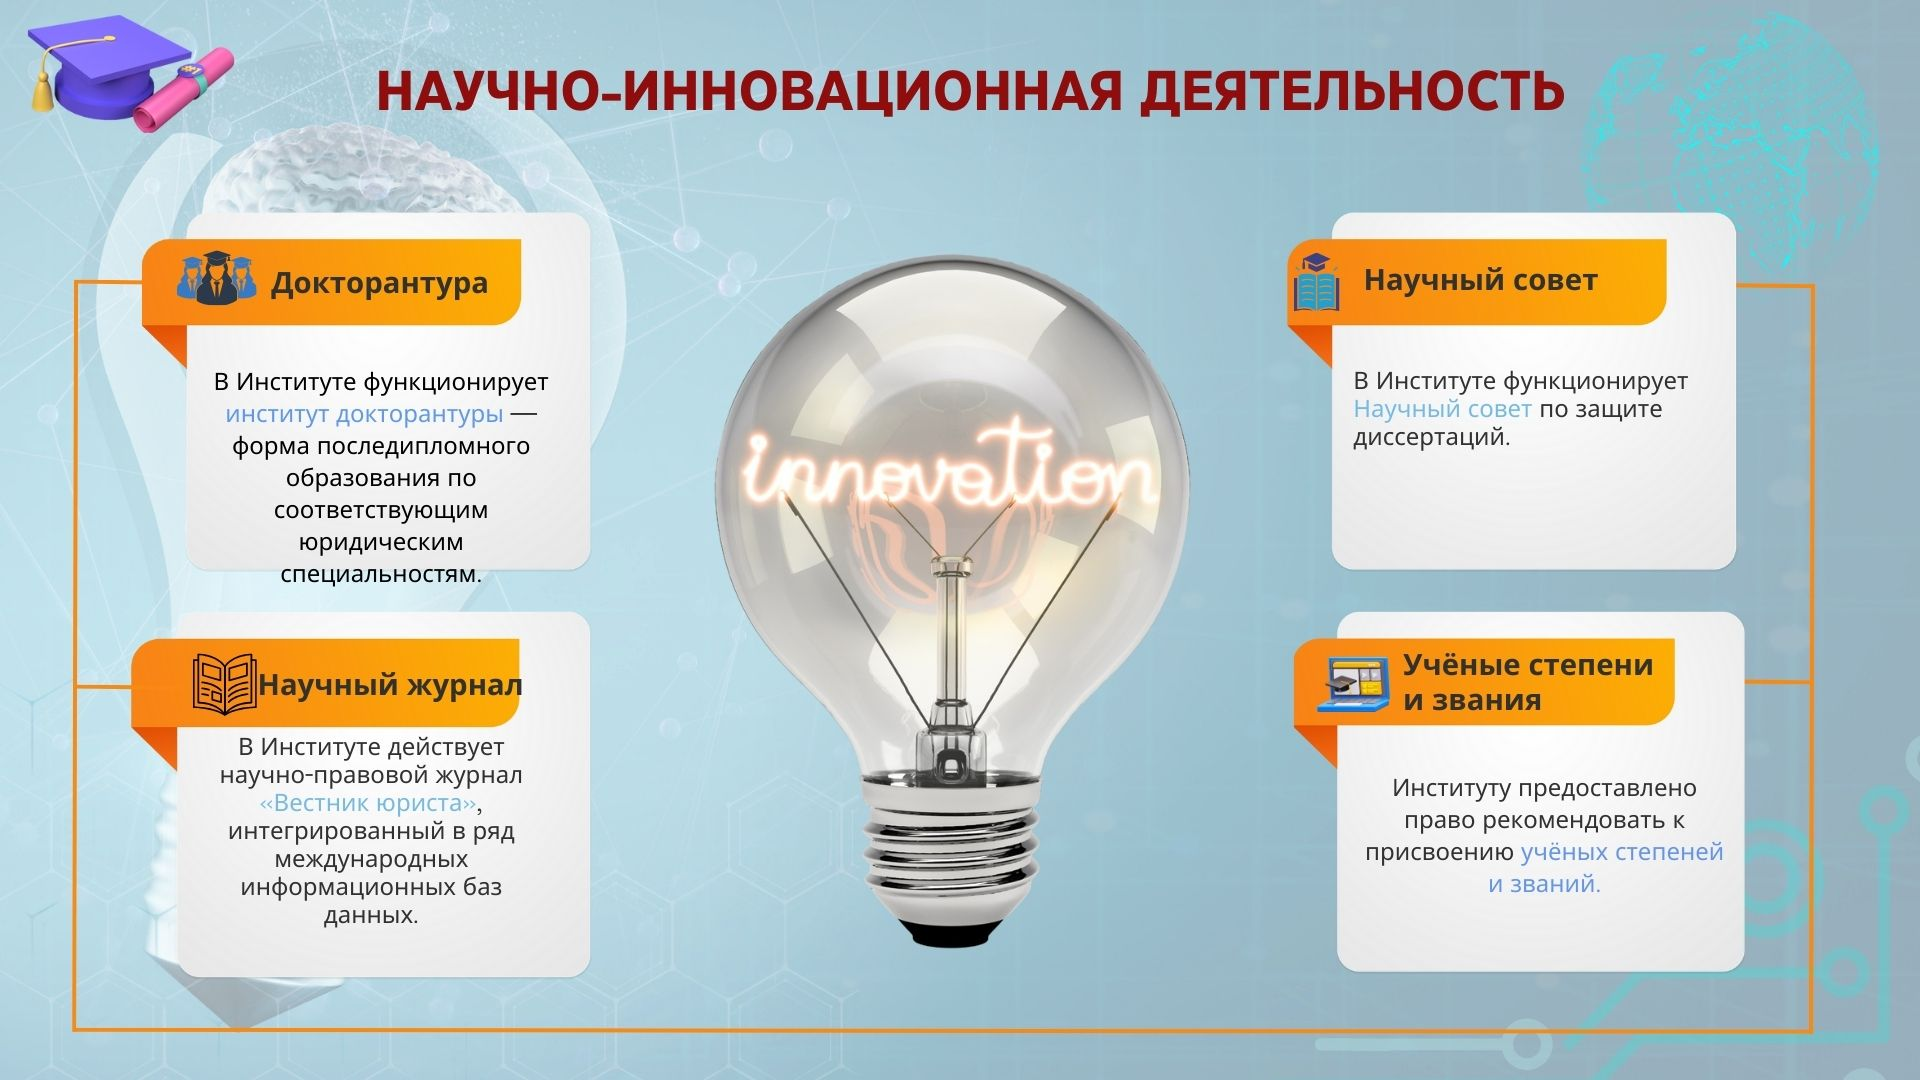 НАУЧНО-ИННОВАЦИОННАЯ ДЕЯТЕЛЬНОСТЬ
Докторантура
В Институте функционирует
институт докторантуры —
форма последипломного
образования по
соответствующим
юридическим
специальностям.
Научный журнал
В Институте действует
научно-правовой журнал
«Вестник юриста»,
интегрированный в ряд
международных
информационных баз
данных.
innovation
Научный совет
В Институте функционирует
Научный совет по защите
диссертаций.
Учёные степени
и звания
Институту предоставлено
право рекомендовать к
присвоению учёных степеней
и званий.